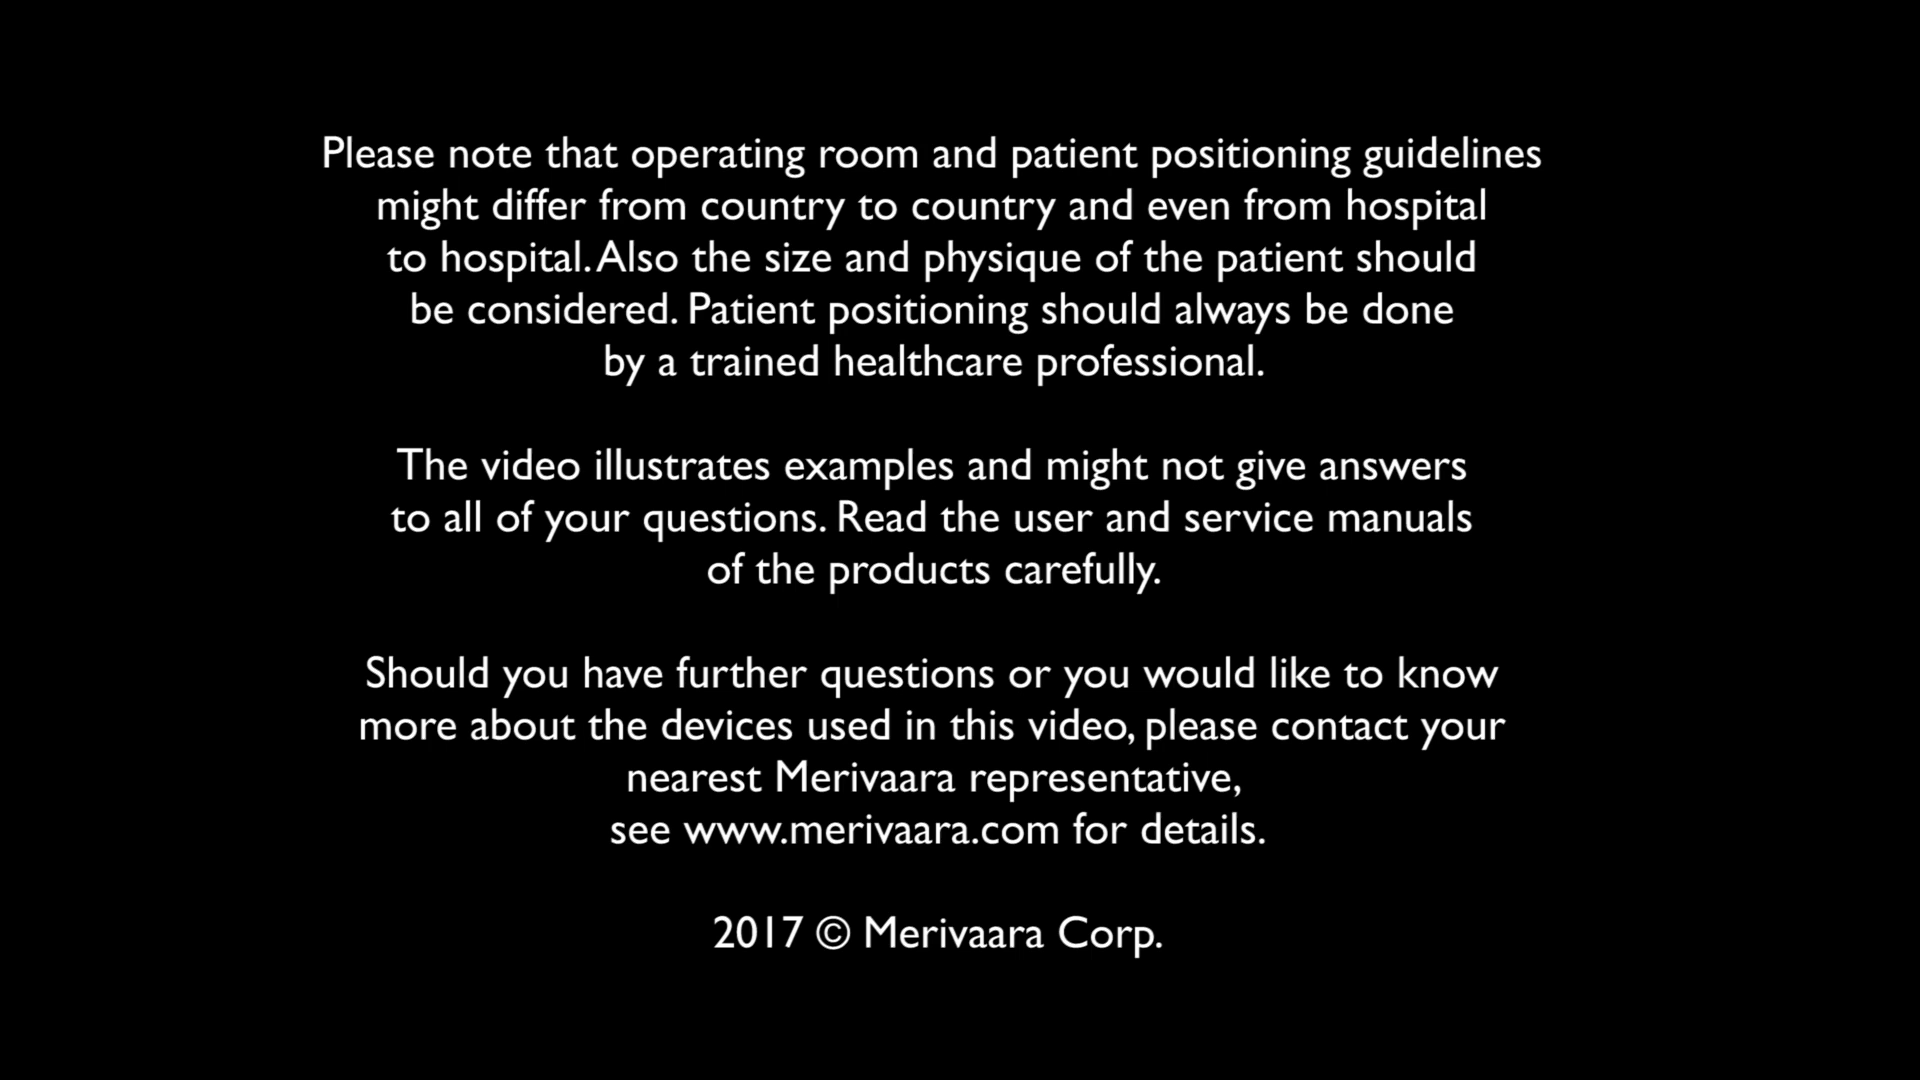 Please note that operating room and patient positioning guidelines
might differ from country to country and even from hospital
to hospital. Also the size and physique of the patient should
be considered. Patient positioning should always be done
by a trained healthcare professional.
The video illustrates examples and might not give answers
to all of your questions. Read the user and service manuals
of the products carefully.
Should you have further questions or you would like to know
more about the devices used in this video, please contact your
nearest Merivaara representative,
see www.merivaara.com for details.
2017 © Merivaara Corp.